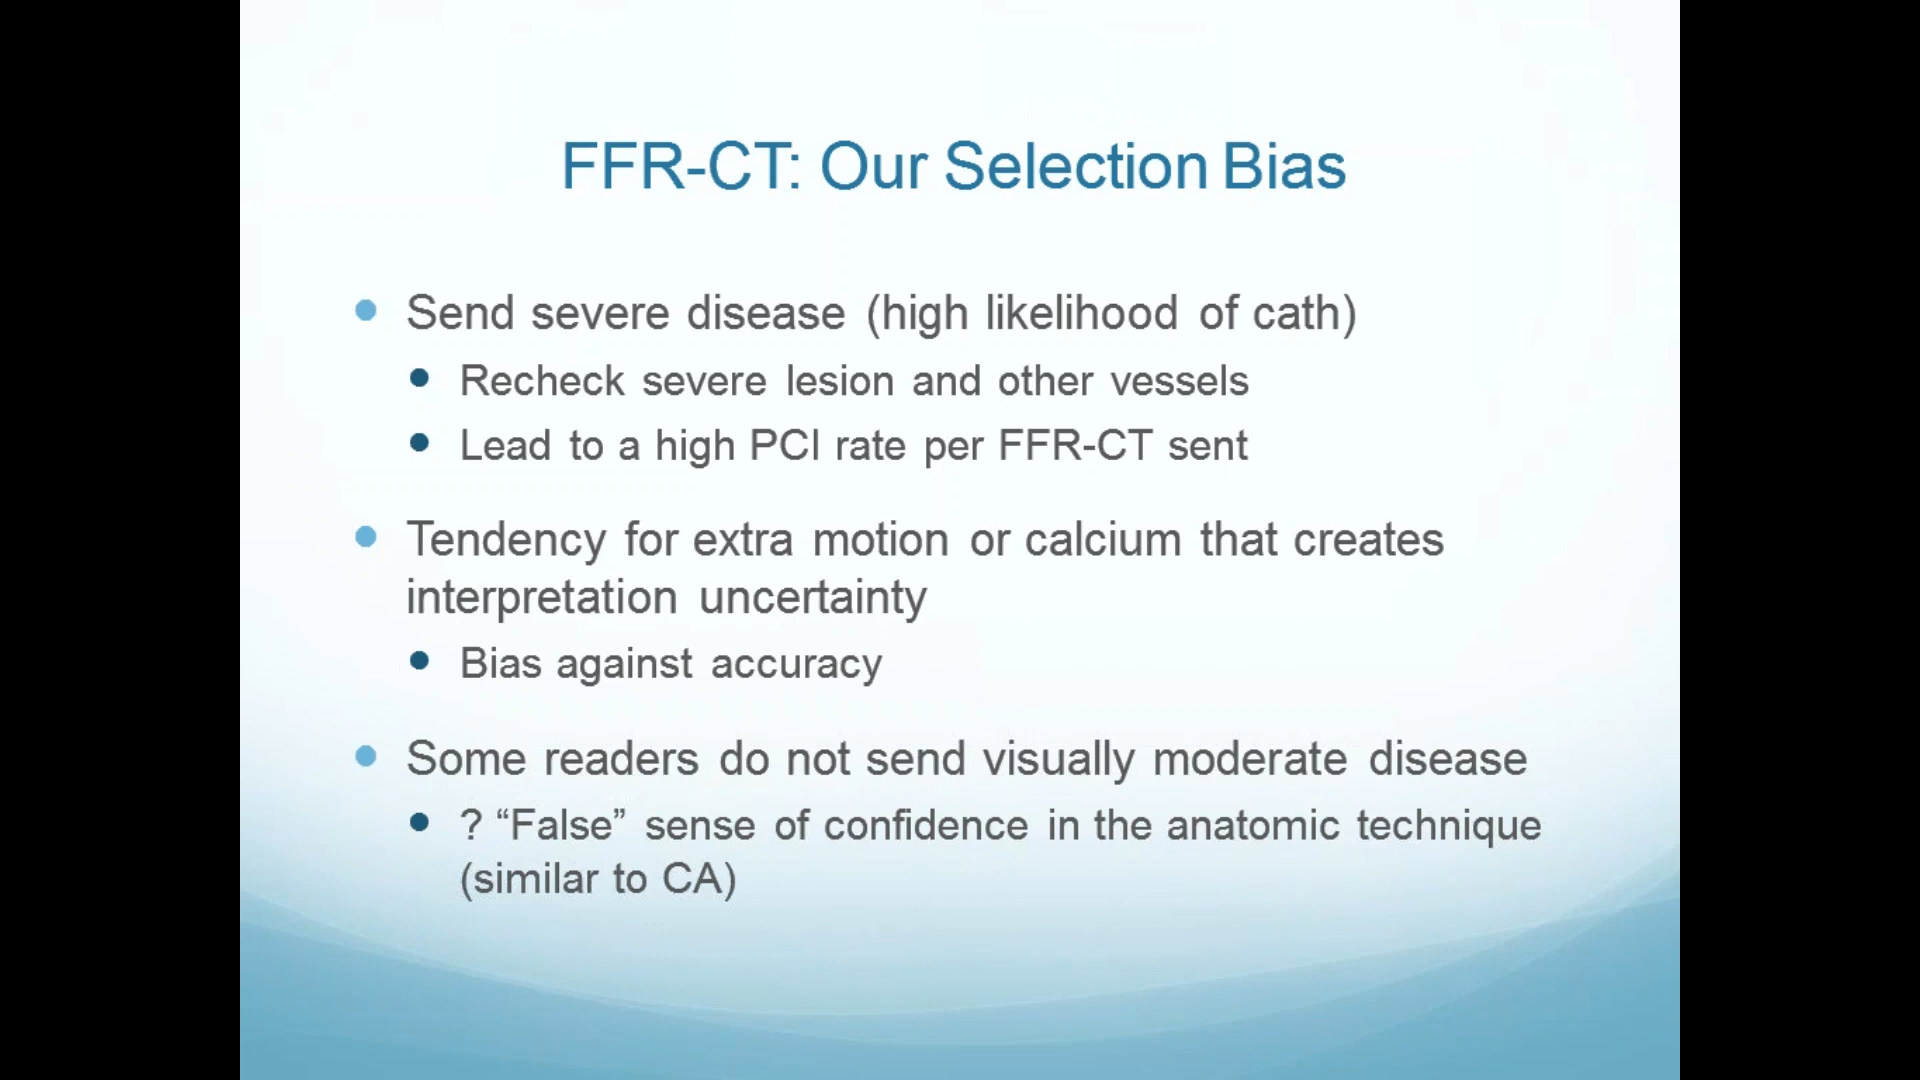 FFR-CT: Our Selection Bias
Send severe disease (high likelihood of cath)
Recheck severe lesion and other vessels
Lead to a high PCI rate per FFR-CT sent
Tendency for extra motion or calcium that creates
interpretation uncertainty
Bias against accuracy
Some readers do not send visually moderate disease
? “False” sense of confidence in the anatomic technique
(similar to CA)